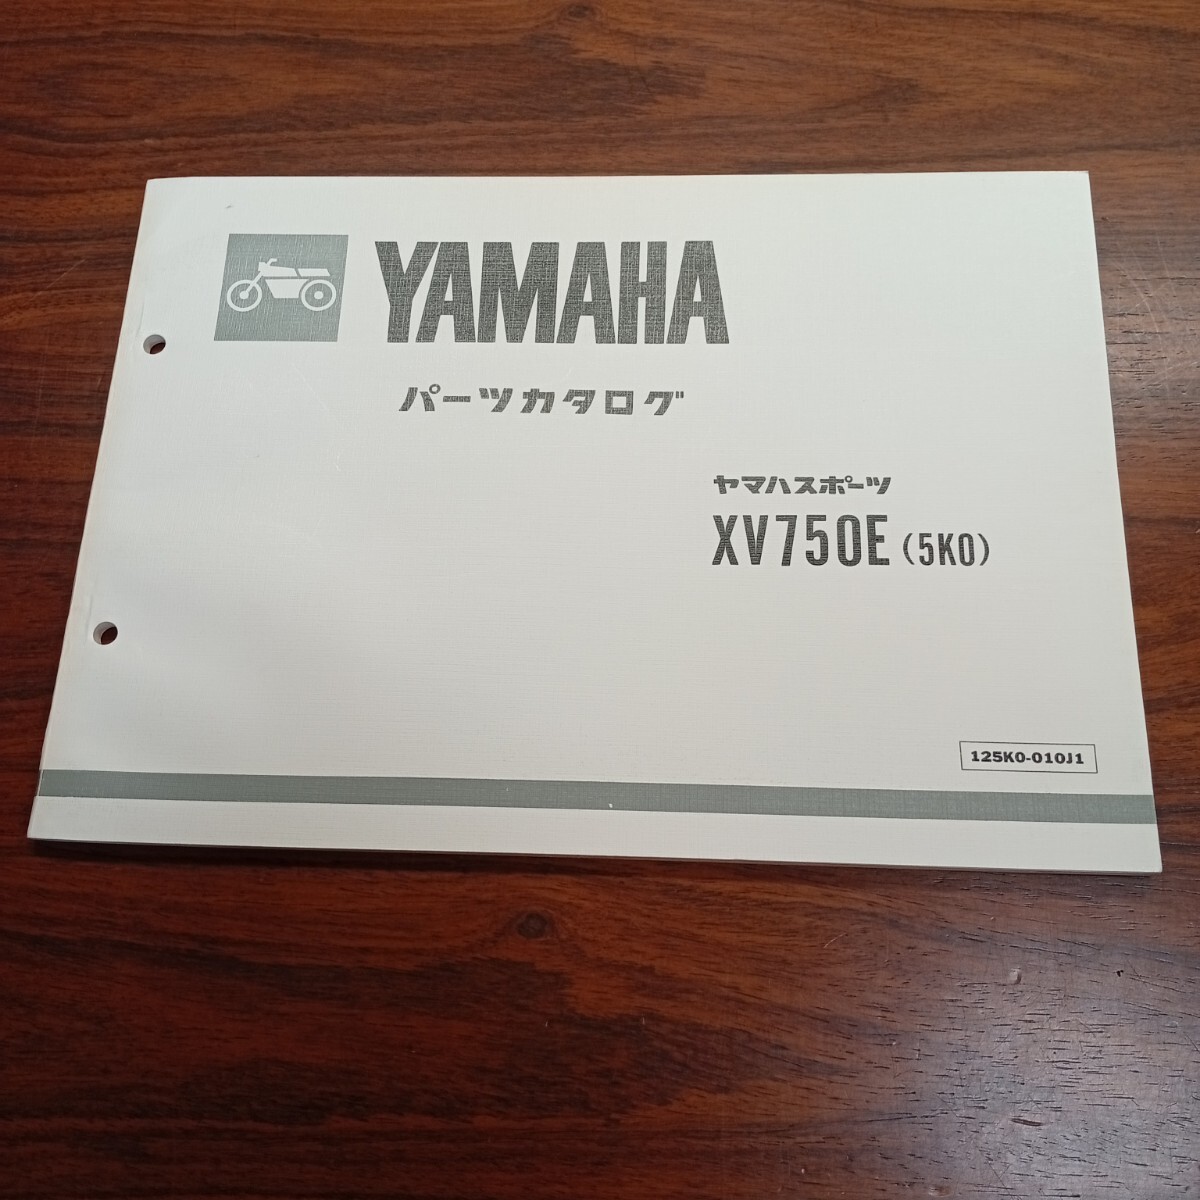 YAMAHA
パーツカタログ
ヤマハスポーツ
XV750E (5K0)
125K0-010J1